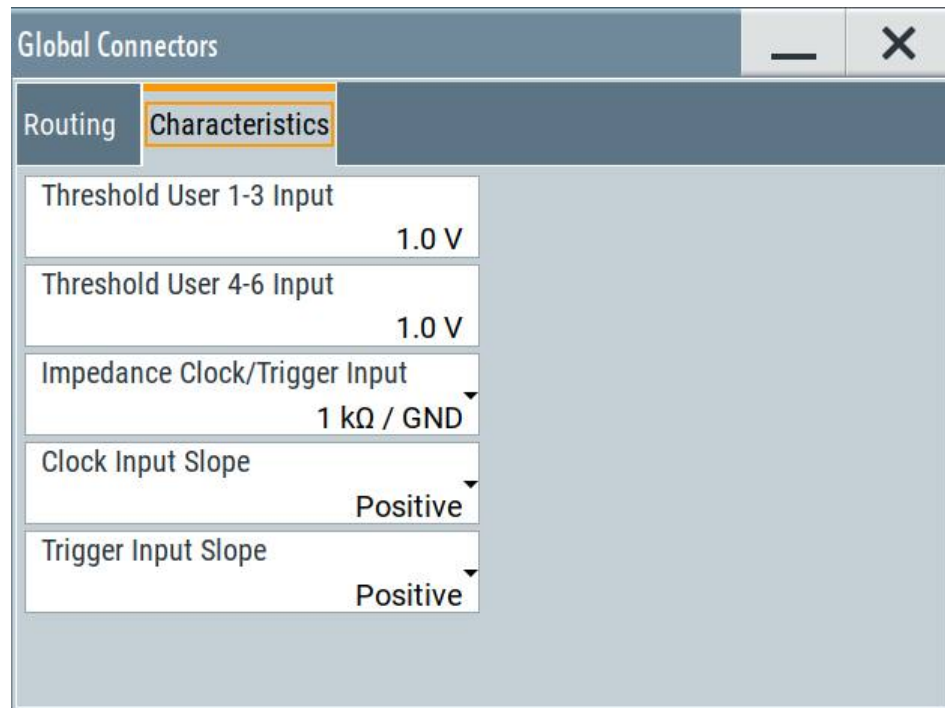 Global Connectors
Routing Characteristics
Threshold User 1-3 Input
1.0 V
Threshold User 4-6 Input
1.0 V
Impedance Clock/Trigger Input
1 kΩ / GND
Clock Input Slope
Positive
Trigger Input Slope
Positive